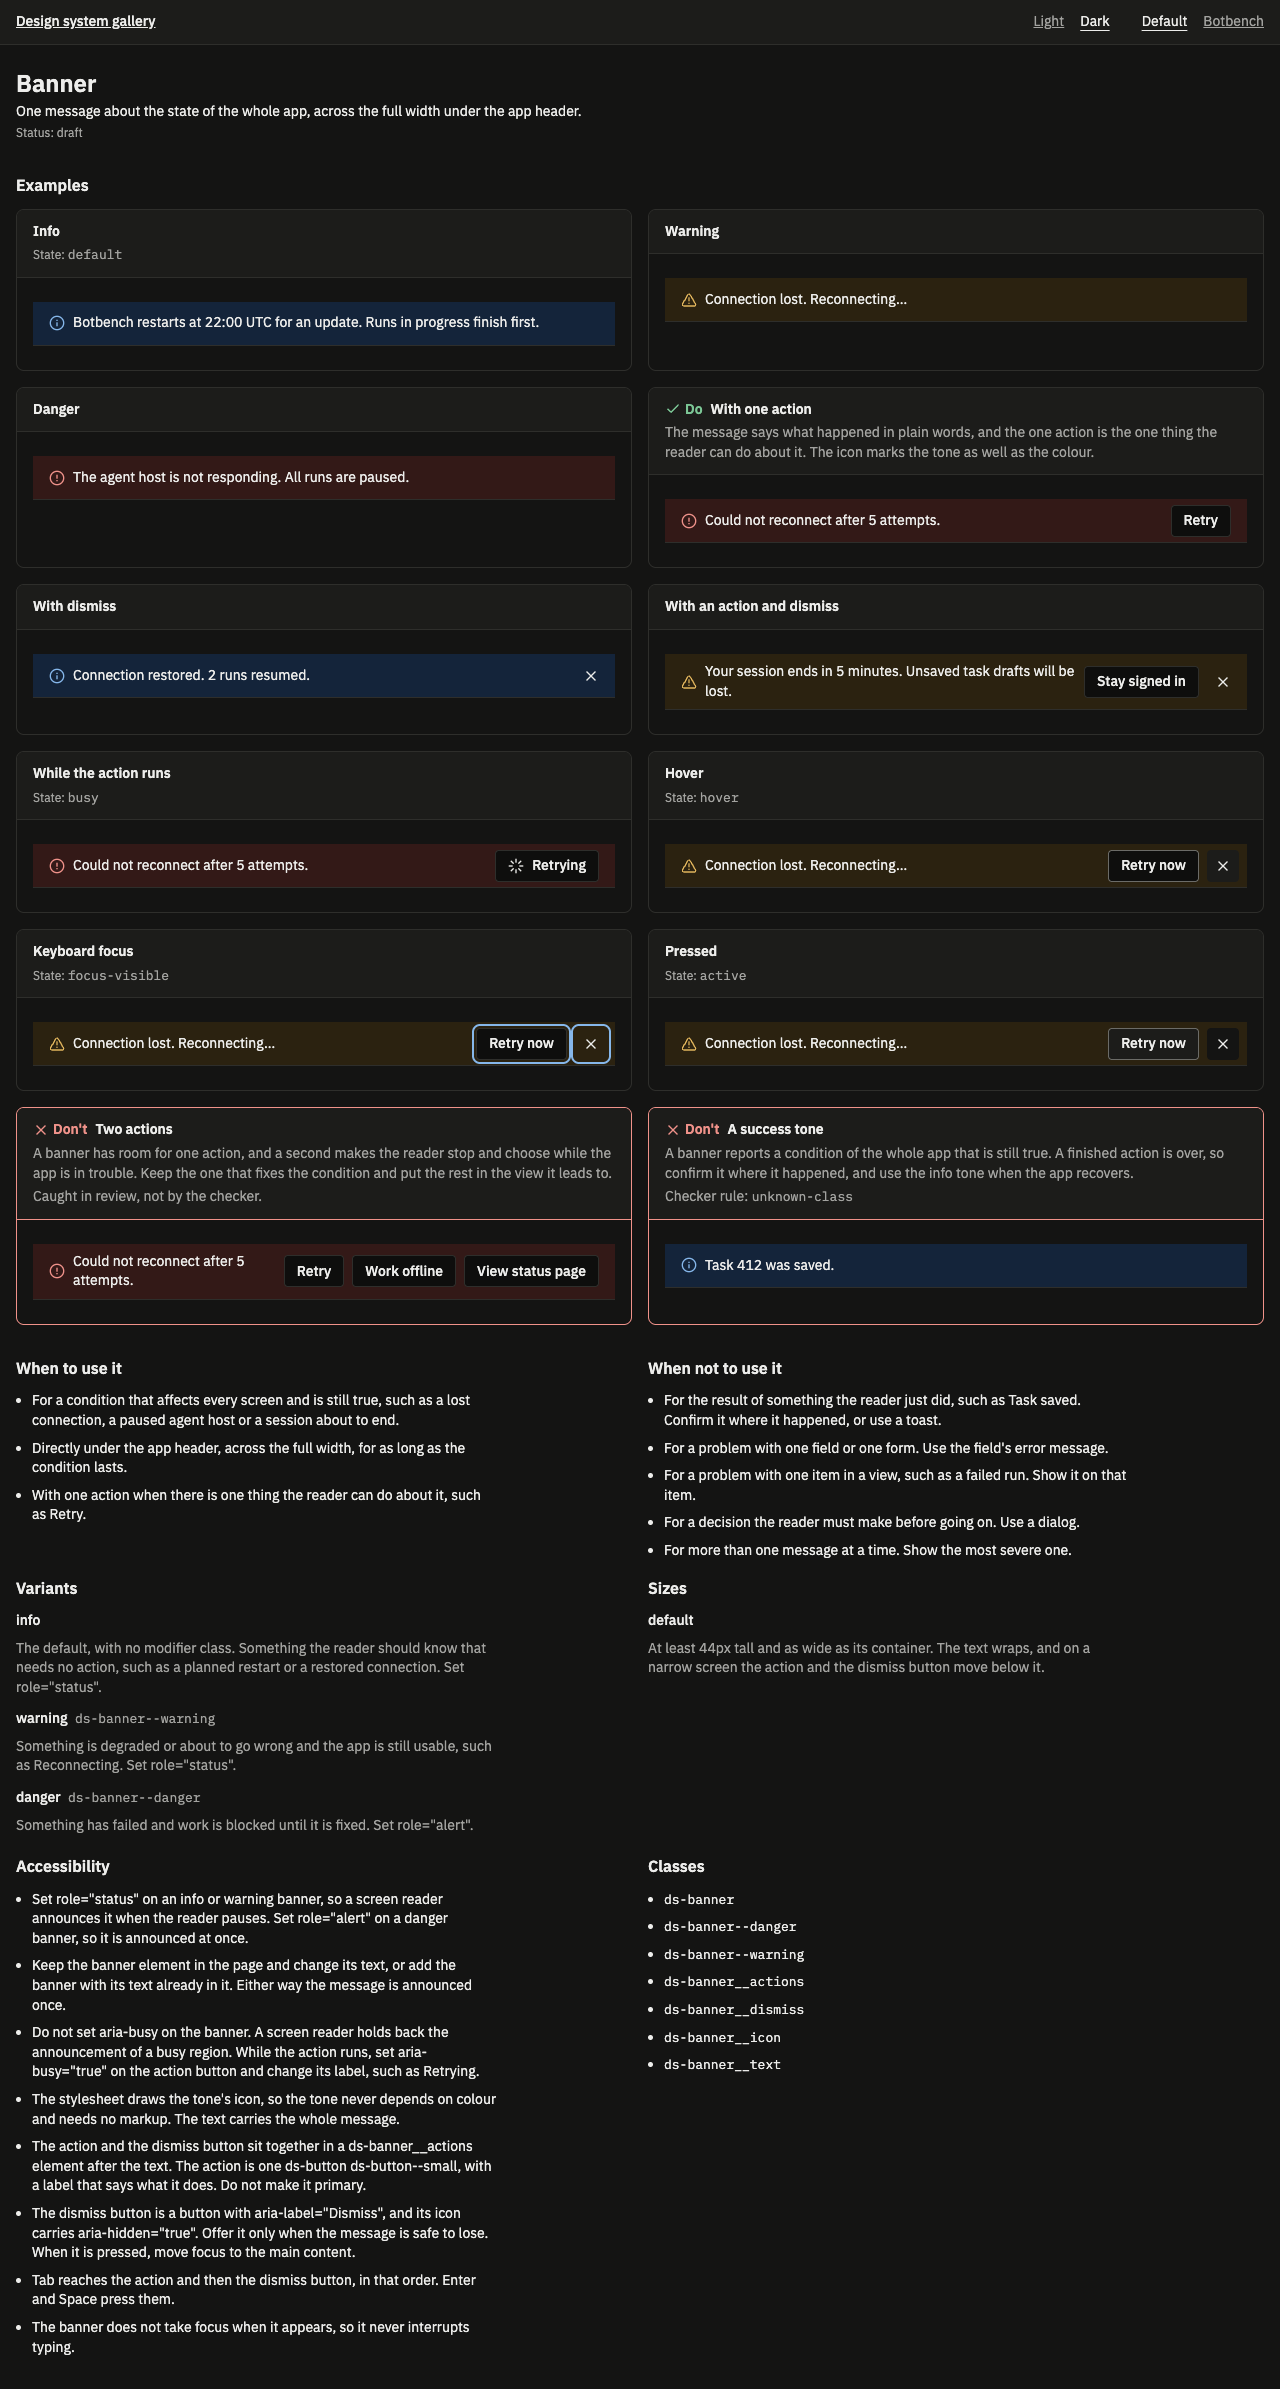 Design system gallery
Light Dark Default Botbench
Banner
One message about the state of the whole app, across the full width under the app header.
Status: draft
Examples
Info
State: default
Botbench restarts at 22:00 UTC for an update. Runs in progress finish first.
Warning
Connection lost. Reconnecting...
Danger
The agent host is not responding. All runs are paused.
Do With one action
The message says what happened in plain words, and the one action is the one thing the
reader can do about it. The icon marks the tone as well as the colour.
Could not reconnect after 5 attempts.
Retry
With dismiss
Connection restored. 2 runs resumed.
With an action and dismiss
Your session ends in 5 minutes. Unsaved task drafts will be
lost.
Stay signed in
While the action runs
State: busy
Could not reconnect after 5 attempts.
Retrying
Hover
State: hover
Connection lost. Reconnecting...
Retry now
Keyboard focus
State: focus-visible
Connection lost. Reconnecting...
Retry now
Pressed
State: active
Connection lost. Reconnecting...
Retry now
Don't Two actions
A banner has room for one action, and a second makes the reader stop and choose while the
app is in trouble. Keep the one that fixes the condition and put the rest in the view it leads to.
Caught in review, not by the checker.
Could not reconnect after 5
attempts.
Retry
Work offline
View status page
Don't A success tone
A banner reports a condition of the whole app that is still true. A finished action is over, so
confirm it where it happened, and use the info tone when the app recovers.
Checker rule: unknown-class
Task 412 was saved.
When to use it
• For a condition that affects every screen and is still true, such as a lost
connection, a paused agent host or a session about to end.
• Directly under the app header, across the full width, for as long as the
condition lasts.
• With one action when there is one thing the reader can do about it, such
as Retry.
When not to use it
• For the result of something the reader just did, such as Task saved.
Confirm it where it happened, or use a toast.
• For a problem with one field or one form. Use the field's error message.
• For a problem with one item in a view, such as a failed run. Show it on that
item.
• For a decision the reader must make before going on. Use a dialog.
• For more than one message at a time. Show the most severe one.
Variants
info
The default, with no modifier class. Something the reader should know that
needs no action, such as a planned restart or a restored connection. Set
role="status".
warning ds-banner--warning
Something is degraded or about to go wrong and the app is still usable, such
as Reconnecting. Set role="status".
danger ds-banner--danger
Something has failed and work is blocked until it is fixed. Set role="alert".
Sizes
default
At least 44px tall and as wide as its container. The text wraps, and on a
narrow screen the action and the dismiss button move below it.
Accessibility
• Set role="status" on an info or warning banner, so a screen reader
announces it when the reader pauses. Set role="alert" on a danger
banner, so it is announced at once.
• Keep the banner element in the page and change its text, or add the
banner with its text already in it. Either way the message is announced
once.
• Do not set aria-busy on the banner. A screen reader holds back the
announcement of a busy region. While the action runs, set aria-
busy="true" on the action button and change its label, such as Retrying.
• The stylesheet draws the tone's icon, so the tone never depends on colour
and needs no markup. The text carries the whole message.
• The action and the dismiss button sit together in a ds-banner__actions
element after the text. The action is one ds-button ds-button--small, with
a label that says what it does. Do not make it primary.
• The dismiss button is a button with aria-label="Dismiss", and its icon
carries aria-hidden="true". Offer it only when the message is safe to lose.
When it is pressed, move focus to the main content.
• Tab reaches the action and then the dismiss button, in that order. Enter
and Space press them.
• The banner does not take focus when it appears, so it never interrupts
typing.
Classes
• ds-banner
• ds-banner--danger
• ds-banner--warning
• ds-banner__actions
• ds-banner__dismiss
• ds-banner__icon
• ds-banner__text